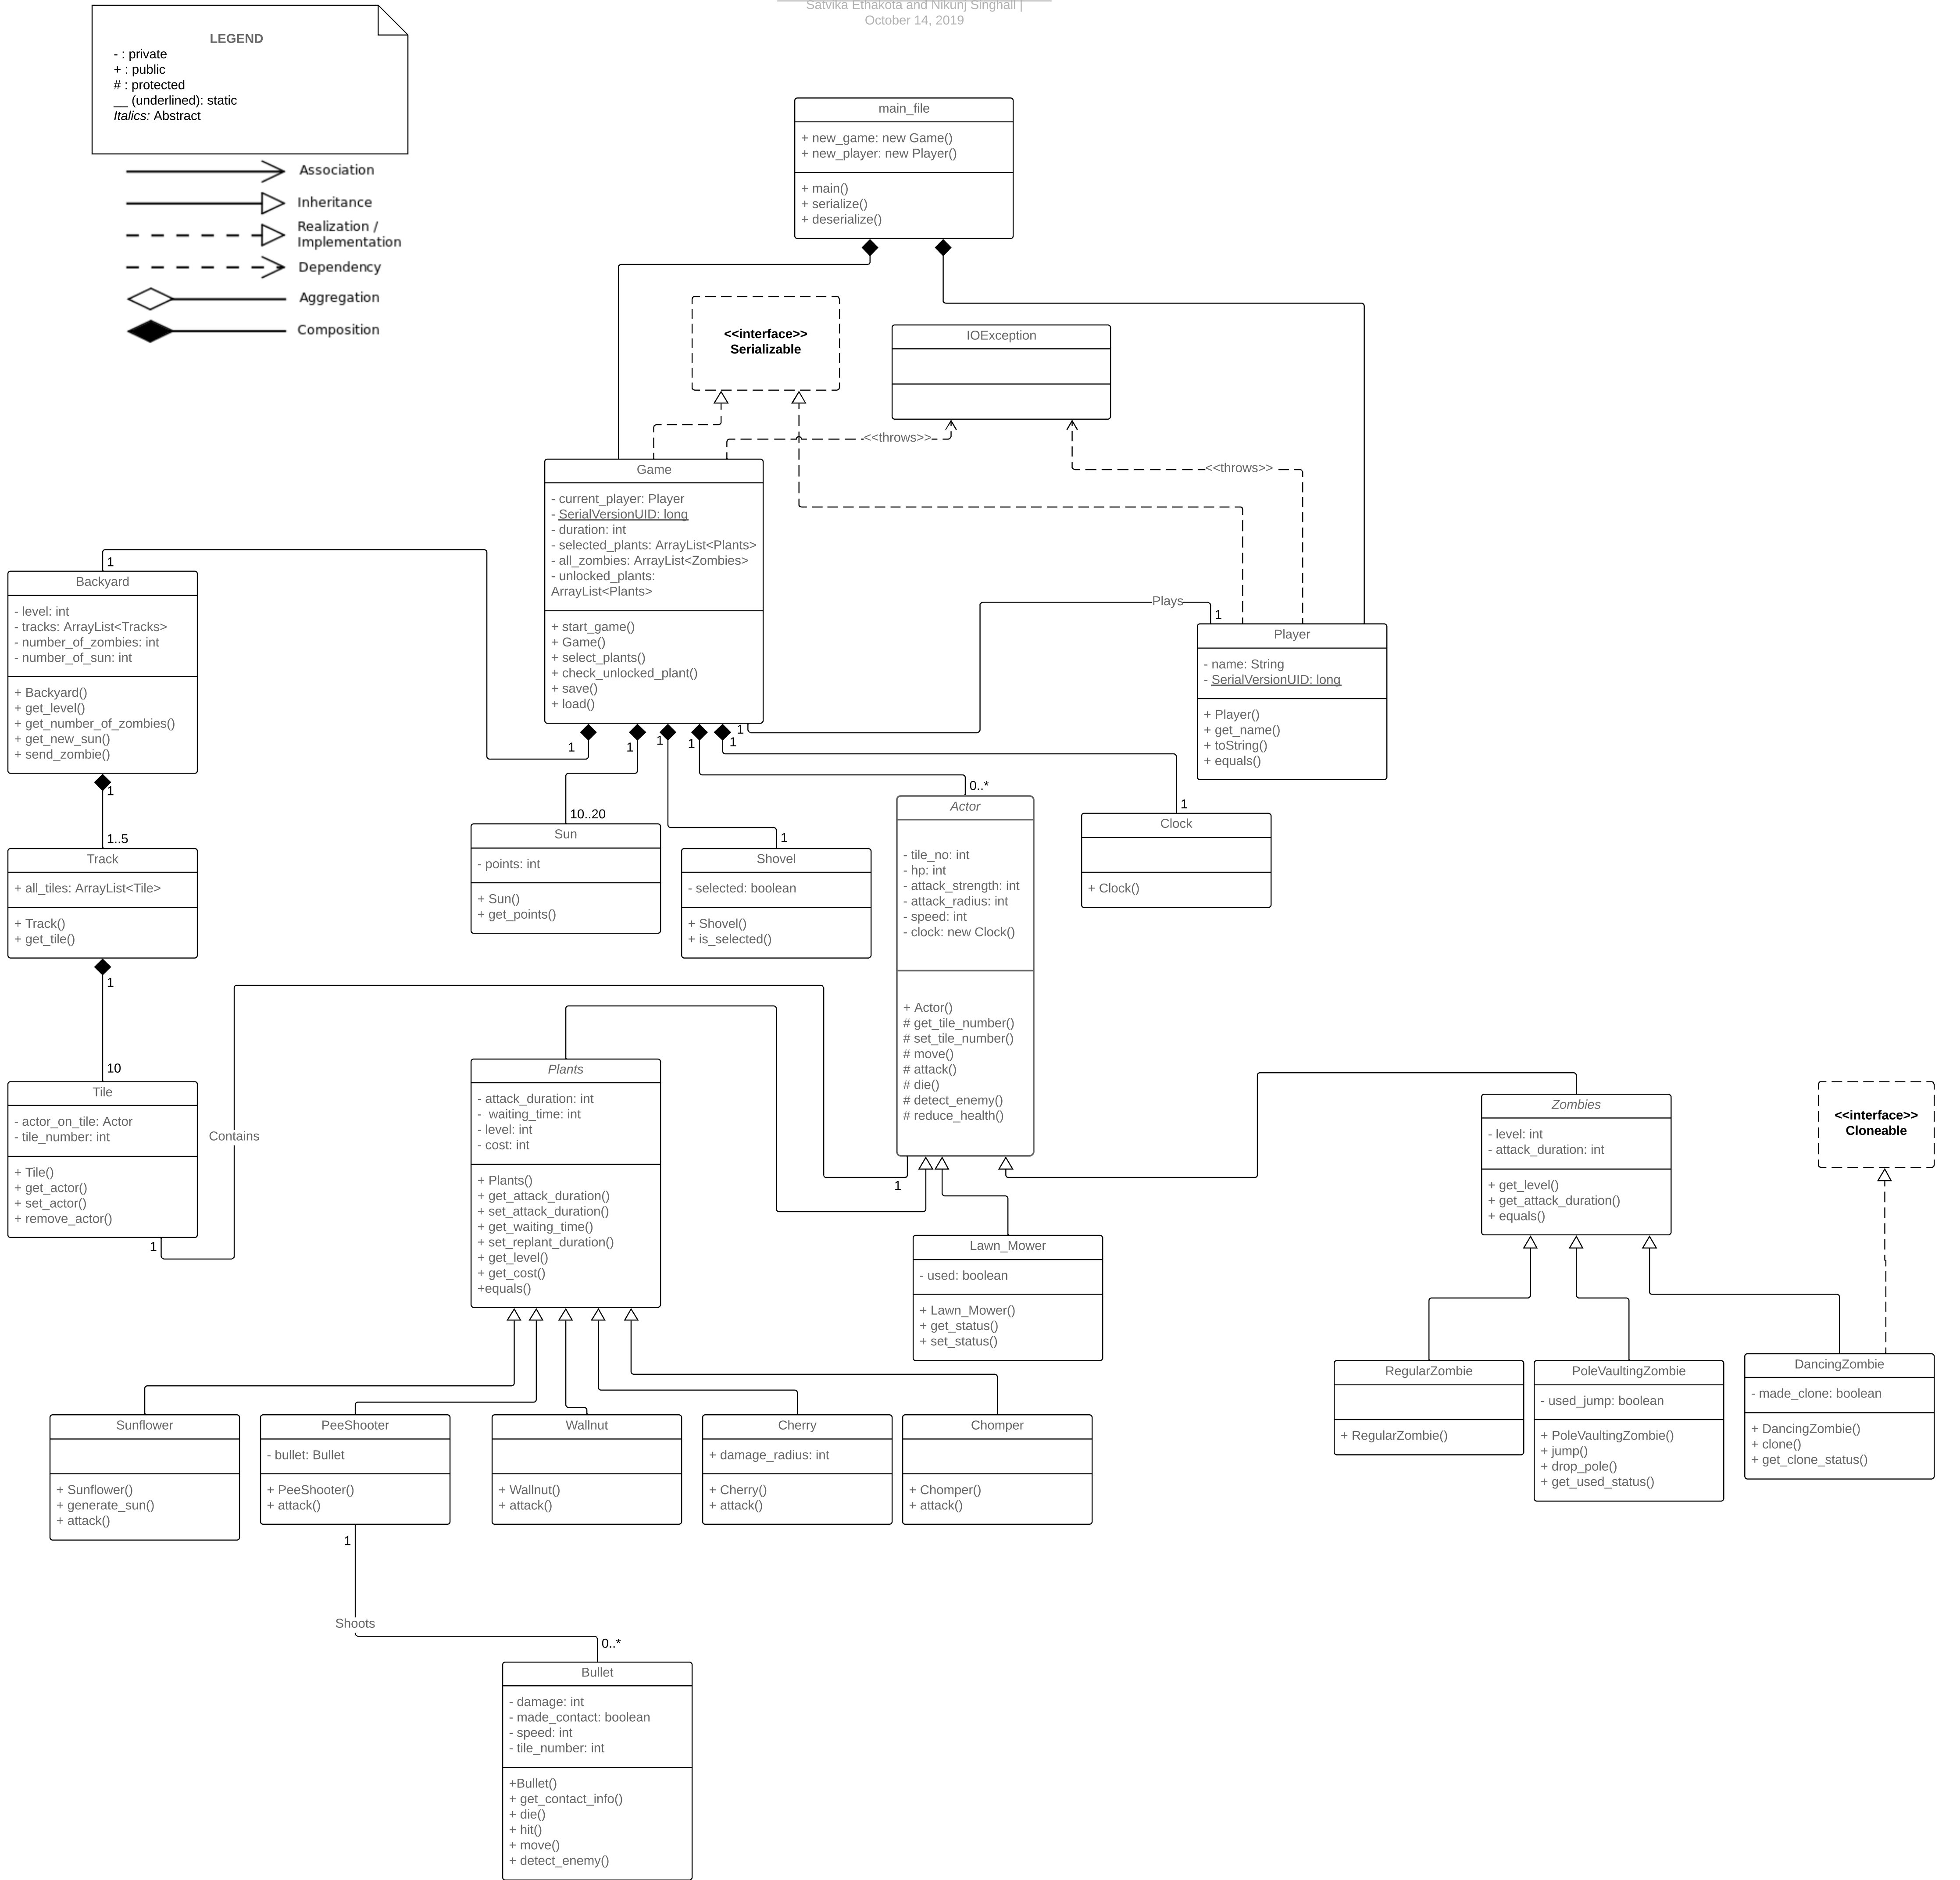 Satvika Ethakota and Nikunj Singhall |
October 14, 2019
LEGEND
- : private
+ : public
# : protected
__ (underlined): static
Italics: Abstract
Association
Inheritance
Realization /
Implementation
Dependency
Aggregation
Composition
main_file
+ new_game: new Game()
+ new_player: new Player()
+ main()
+ serialize()
+ deserialize()
<<interface>>
Serializable
IOException
<<throws>>
<<throws>>
Game
- current_player: Player
- SerialVersionUID: long
- duration: int
- selected_plants: ArrayList<Plants>
- all_zombies: ArrayList<Zombies>
- unlocked_plants:
ArrayList<Plants>
+ start_game()
+ Game()
+ select_plants()
+ check_unlocked_plant()
+ save()
+ load()
1
1
1
1
1
1
Plays
1
Player
- name: String
- SerialVersionUID: long
+ Player()
+ get_name()
+ toString()
+ equals()
1
Backyard
- level: int
- tracks: ArrayList<Tracks>
- number_of_zombies: int
- number_of_sun: int
+ Backyard()
+ get_level()
+ get_number_of_zombies()
+ get_new_sun()
+ send_zombie()
1
1..5
Track
+ all_tiles: ArrayList<Tile>
+ Track()
+ get_tile()
1
10
Tile
- actor_on_tile: Actor
- tile_number: int
+ Tile()
+ get_actor()
+ set_actor()
+ remove_actor()
1
Contains
1
10..20
Sun
- points: int
+ Sun()
+ get_points()
1
Shovel
- selected: boolean
+ Shovel()
+ is_selected()
0..*
Actor
- tile_no: int
- hp: int
- attack_strength: int
- attack_radius: int
- speed: int
- clock: new Clock()
+ Actor()
# get_tile_number()
# set_tile_number()
# move()
# attack()
# die()
# detect_enemy()
# reduce_health()
1
Clock
+ Clock()
Plants
- attack_duration: int
-  waiting_time: int
- level: int
- cost: int
+ Plants()
+ get_attack_duration()
+ set_attack_duration()
+ get_waiting_time()
+ set_replant_duration()
+ get_level()
+ get_cost()
+equals()
Lawn_Mower
- used: boolean
+ Lawn_Mower()
+ get_status()
+ set_status()
Zombies
- level: int
- attack_duration: int
+ get_level()
+ get_attack_duration()
+ equals()
<<interface>>
Cloneable
RegularZombie
+ RegularZombie()
PoleVaultingZombie
- used_jump: boolean
+ PoleVaultingZombie()
+ jump()
+ drop_pole()
+ get_used_status()
DancingZombie
- made_clone: boolean
+ DancingZombie()
+ clone()
+ get_clone_status()
Sunflower
+ Sunflower()
+ generate_sun()
+ attack()
PeeShooter
- bullet: Bullet
+ PeeShooter()
+ attack()
Wallnut
+ Wallnut()
+ attack()
Cherry
+ damage_radius: int
+ Cherry()
+ attack()
Chomper
+ Chomper()
+ attack()
1
Shoots
0..*
Bullet
- damage: int
- made_contact: boolean
- speed: int
- tile_number: int
+Bullet()
+ get_contact_info()
+ die()
+ hit()
+ move()
+ detect_enemy()